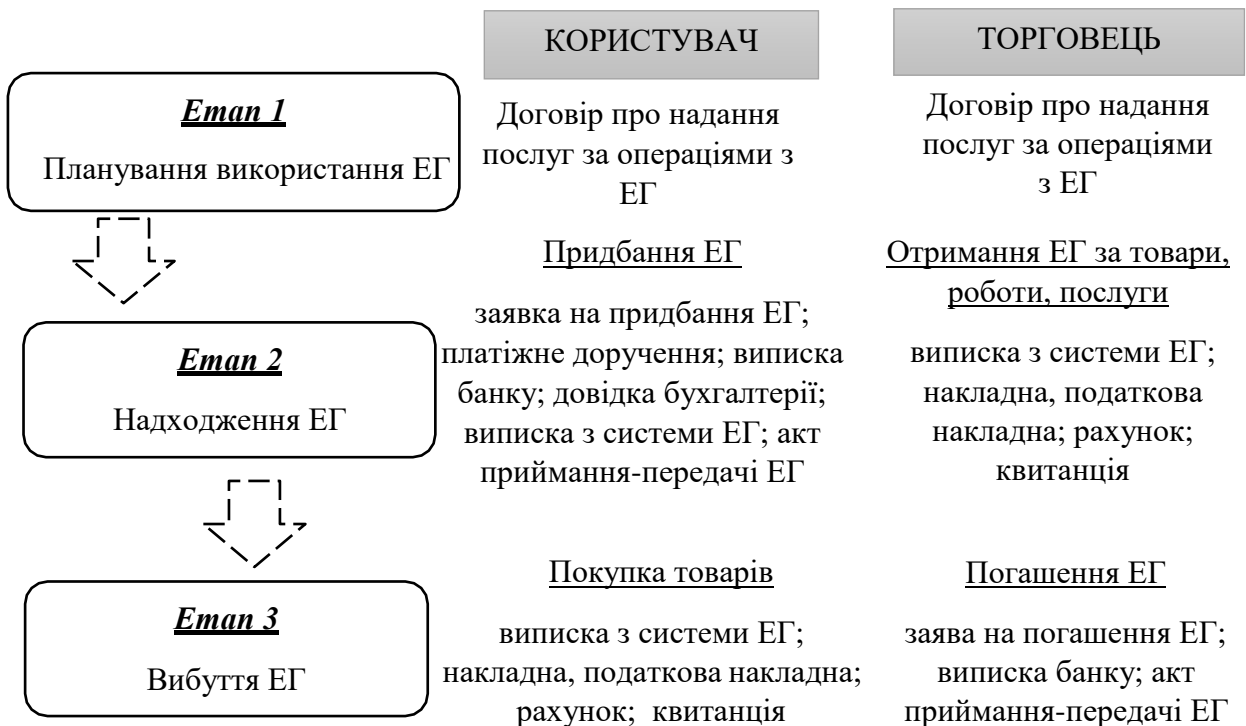 КОРИСТУВАЧ
ТОРГОВЕЦЬ
Етап 1
Планування використання ЕГ
Договір про надання
послуг за операціями з
ЕГ
Договір про надання
послуг за операціями
з ЕГ
Етап 2
Надходження ЕГ
Придбання ЕГ
заявка на придбання ЕГ;
платіжне доручення; виписка
банку; довідка бухгалтерії;
виписка з системи ЕГ; акт
приймання-передачі ЕГ
Отримання ЕГ за товари,
роботи, послуги
виписка з системи ЕГ;
накладна, податкова
накладна; рахунок;
квитанція
Етап 3
Вибуття ЕГ
Покупка товарів
виписка з системи ЕГ;
накладна, податкова накладна;
рахунок; квитанція
Погашення ЕГ
заява на погашення ЕГ;
виписка банку; акт
приймання-передачі ЕГ